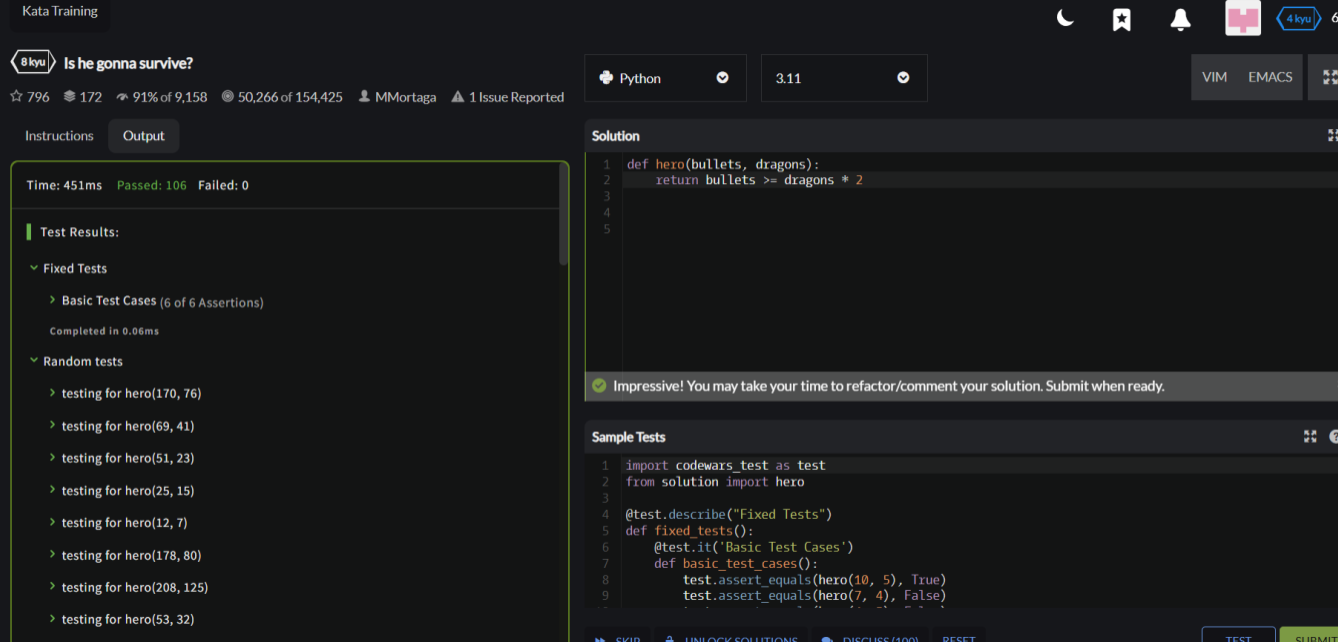 Kata Training
4 kyu
8 kyu Is he gonna survive?
796 172 91% of 9,158 50,266 of 154,425 MMortaga 1 Issue Reported
Instructions Output
Time: 451ms Passed: 106 Failed: 0
Test Results:
Fixed Tests
Basic Test Cases (6 of 6 Assertions)
Completed in 0.06ms
Random tests
testing for hero(170, 76)
testing for hero(69, 41)
testing for hero(51, 23)
testing for hero(25, 15)
testing for hero(12, 7)
testing for hero(178, 80)
testing for hero(208, 125)
testing for hero(53, 32)
Python 3.11 VIM EMACS
Solution
1 def hero(bullets, dragons):
2 return bullets >= dragons * 2
3
4
5
Impressive! You may take your time to refactor/comment your solution. Submit when ready.
Sample Tests
1 import codewars_test as test
2 from solution import hero
3
4 @test.describe("Fixed Tests")
5 def fixed_tests():
6 @test.it('Basic Test Cases')
7 def basic_test_cases():
8 test.assert_equals(hero(10, 5), True)
9 test.assert_equals(hero(7, 4), False)
SKIP UNLOCK SOLUTIONS DISCUSS (100) RESET TEST SUBMIT